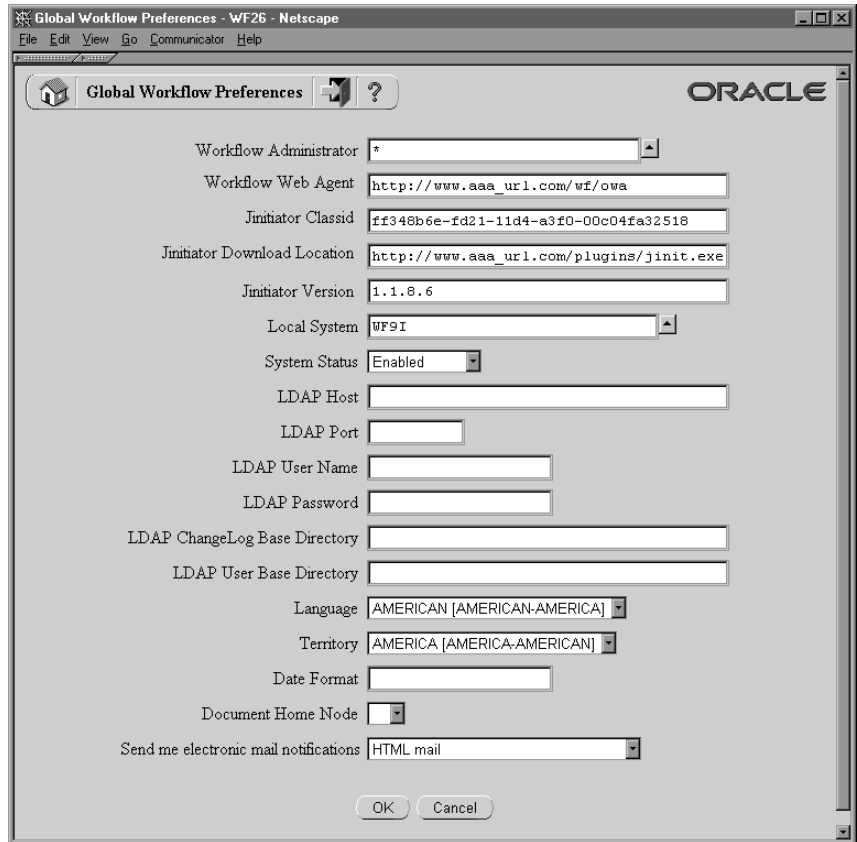 Global Workflow Preferences - WF26 - Netscape
File Edit View Go Communicator Help
Global Workflow Preferences ? ORACLE
Workflow Administrator *
Workflow Web Agent http://www.aaa_url.com/wf/owa
Jinitiator Classid ff348b6e-fd21-11d4-a3f0-00c04fa32518
Jinitiator Download Location http://www.aaa_url.com/plugins/jinit.exe
Jinitiator Version 1.1.8.6
Local System WF9I
System Status Enabled
LDAP Host
LDAP Port
LDAP User Name
LDAP Password
LDAP ChangeLog Base Directory
LDAP User Base Directory
Language AMERICAN [AMERICAN-AMERICA]
Territory AMERICA [AMERICA-AMERICAN]
Date Format
Document Home Node
Send me electronic mail notifications HTML mail
OK Cancel